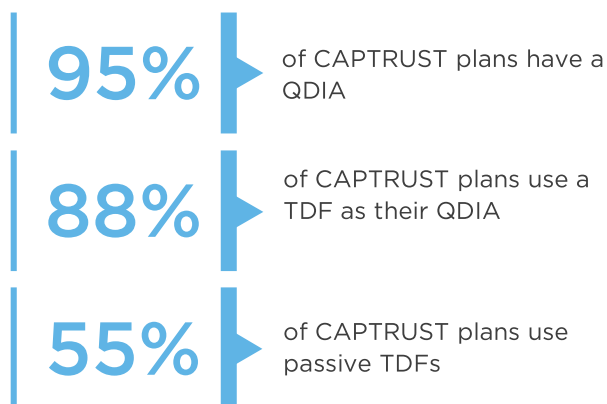 95%
of CAPTRUST plans have a
QDIA
88%
of CAPTRUST plans use a
TDF as their QDIA
55%
of CAPTRUST plans use
passive TDFs